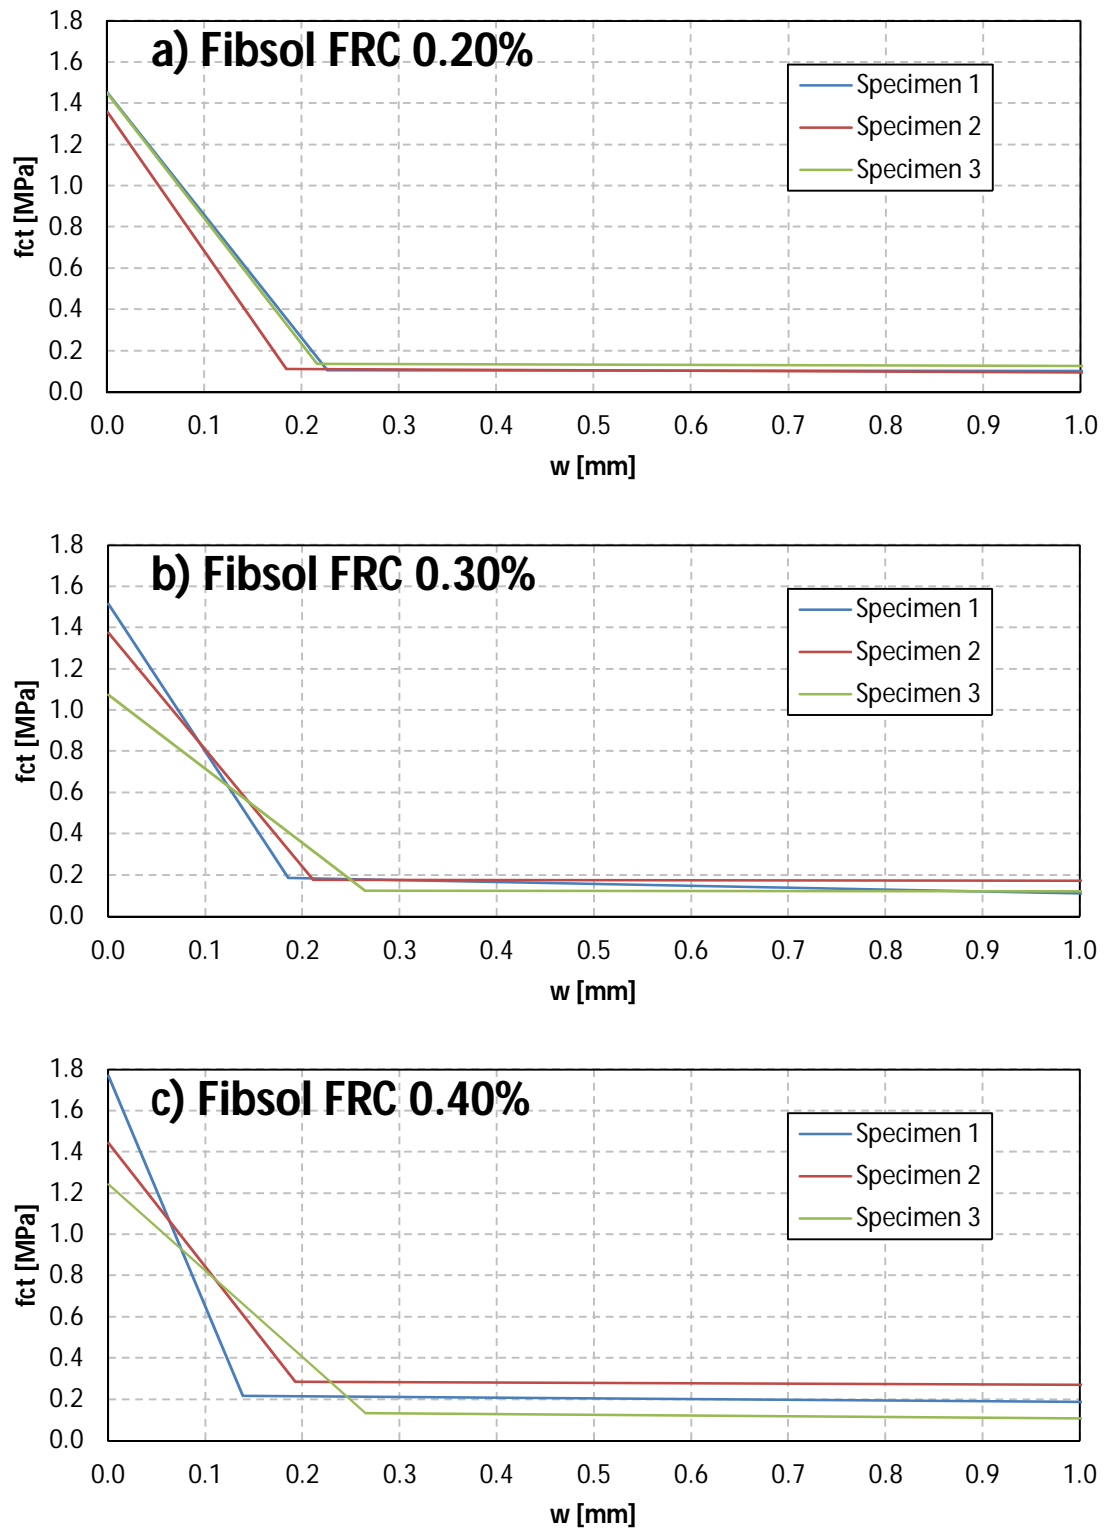 a) Fibsol FRC 0.20%
1.8
1.6
1.4
1.2
1.0
0.8
0.6
0.4
0.2
0.0
fct [MPa]
Specimen 1
Specimen 2
Specimen 3
0.0 0.1 0.2 0.3 0.4 0.5 0.6 0.7 0.8 0.9 1.0
w [mm]
b) Fibsol FRC 0.30%
1.8
1.6
1.4
1.2
1.0
0.8
0.6
0.4
0.2
0.0
fct [MPa]
Specimen 1
Specimen 2
Specimen 3
0.0 0.1 0.2 0.3 0.4 0.5 0.6 0.7 0.8 0.9 1.0
w [mm]
c) Fibsol FRC 0.40%
1.8
1.6
1.4
1.2
1.0
0.8
0.6
0.4
0.2
0.0
fct [MPa]
Specimen 1
Specimen 2
Specimen 3
0.0 0.1 0.2 0.3 0.4 0.5 0.6 0.7 0.8 0.9 1.0
w [mm]